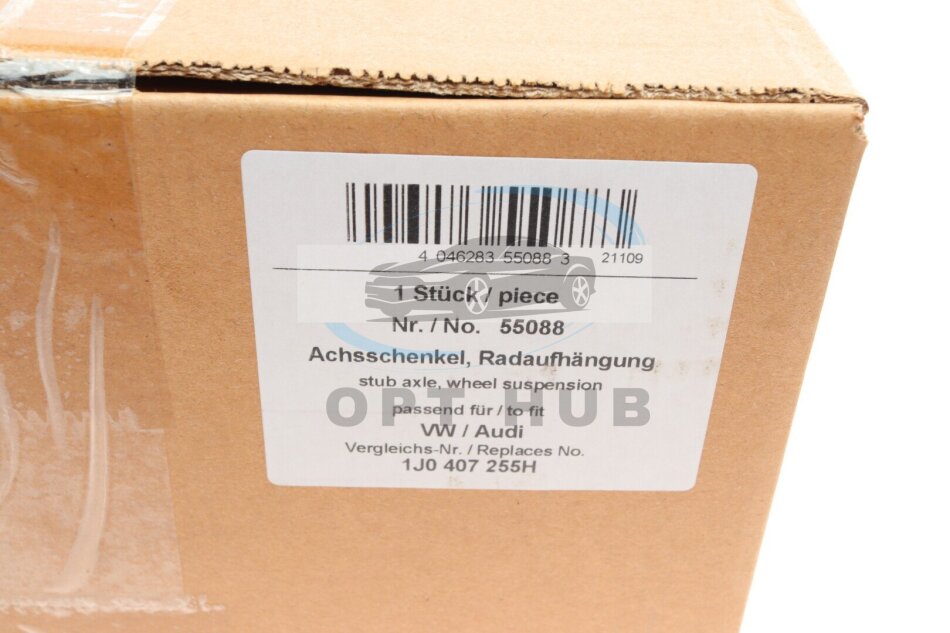 4 046283 55088 3 21109
1 Stück / piece
Nr. / No. 55088
Achsschenkel, Radaufhängung
stub axle, wheel suspension
OPT HUB
passend für / to fit
VW / Audi
Vergleichs-Nr. / Replaces No.
1J0 407 255H